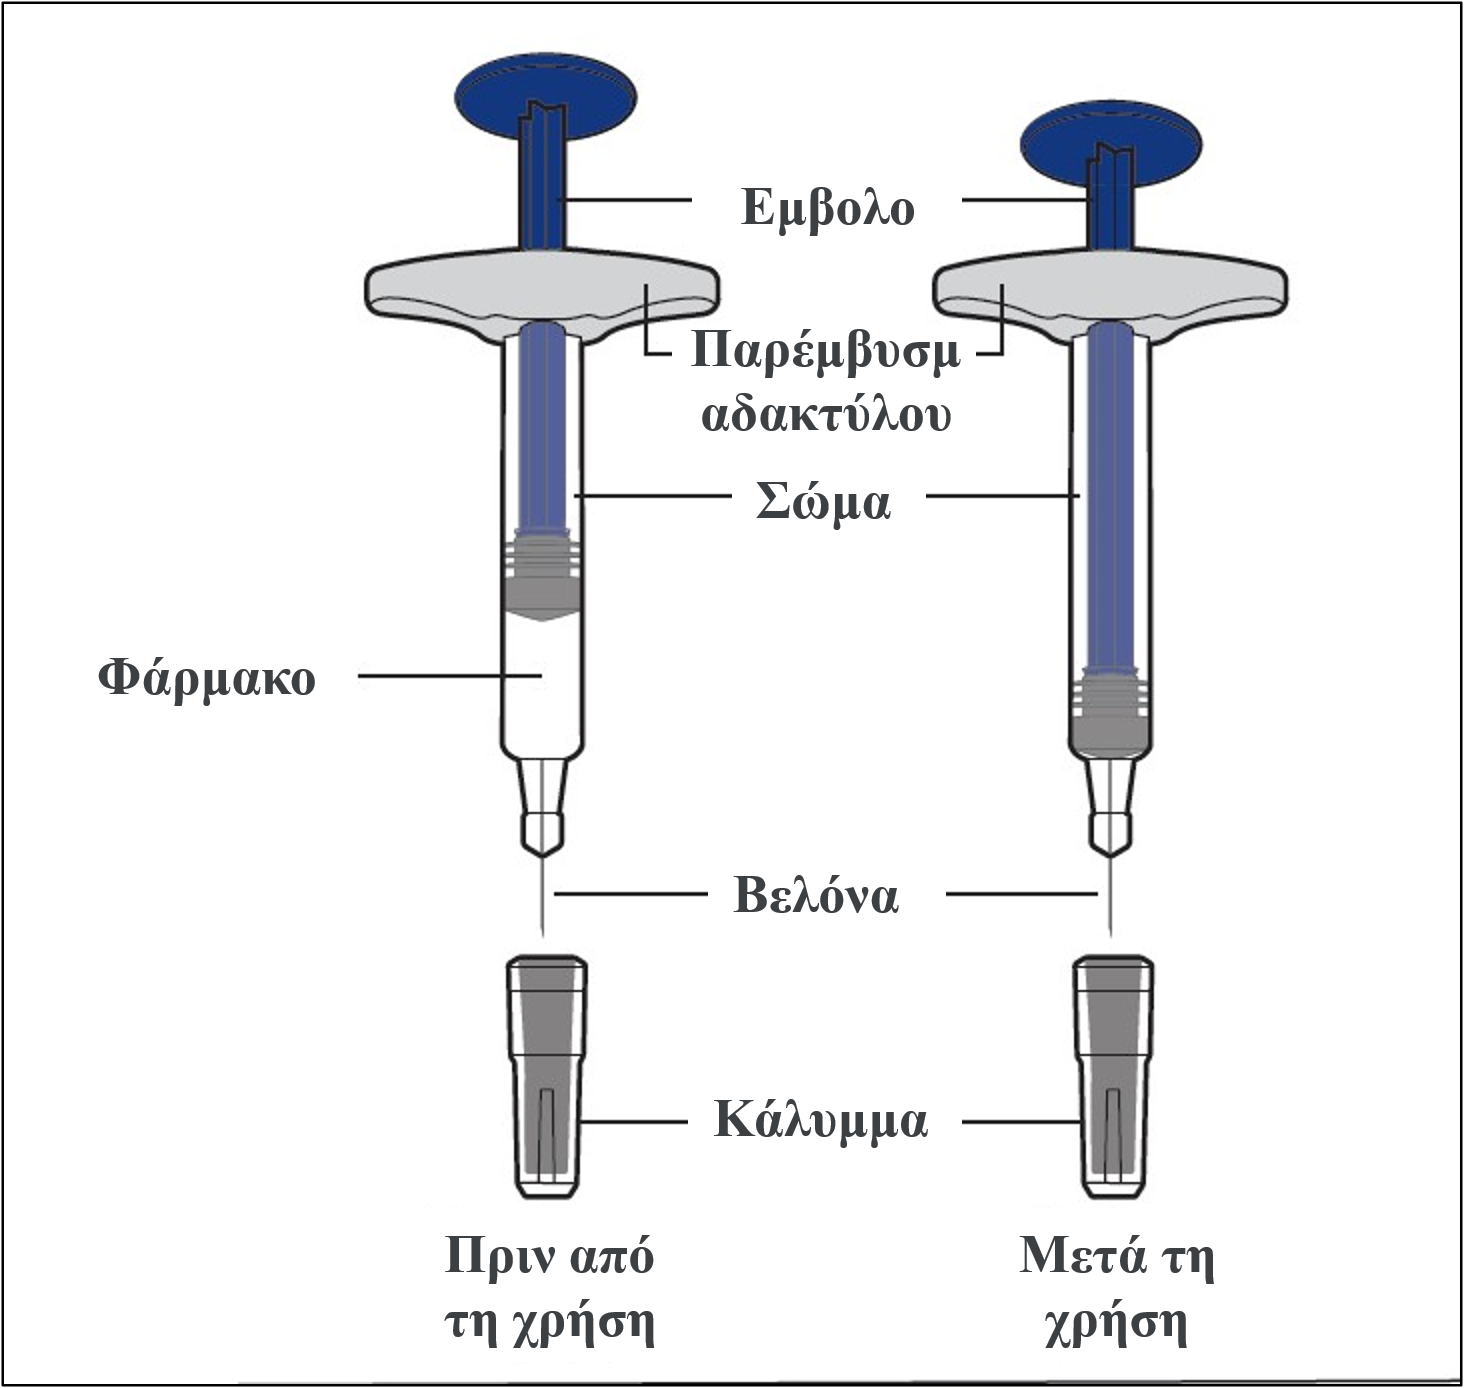 Εμβολο
Παρέμβυσμ
αδακτύλου
Σώμα
Φάρμακο
Βελόνα
Κάλυμμα
Πριν από
τη χρήση
Μετά τη
χρήση